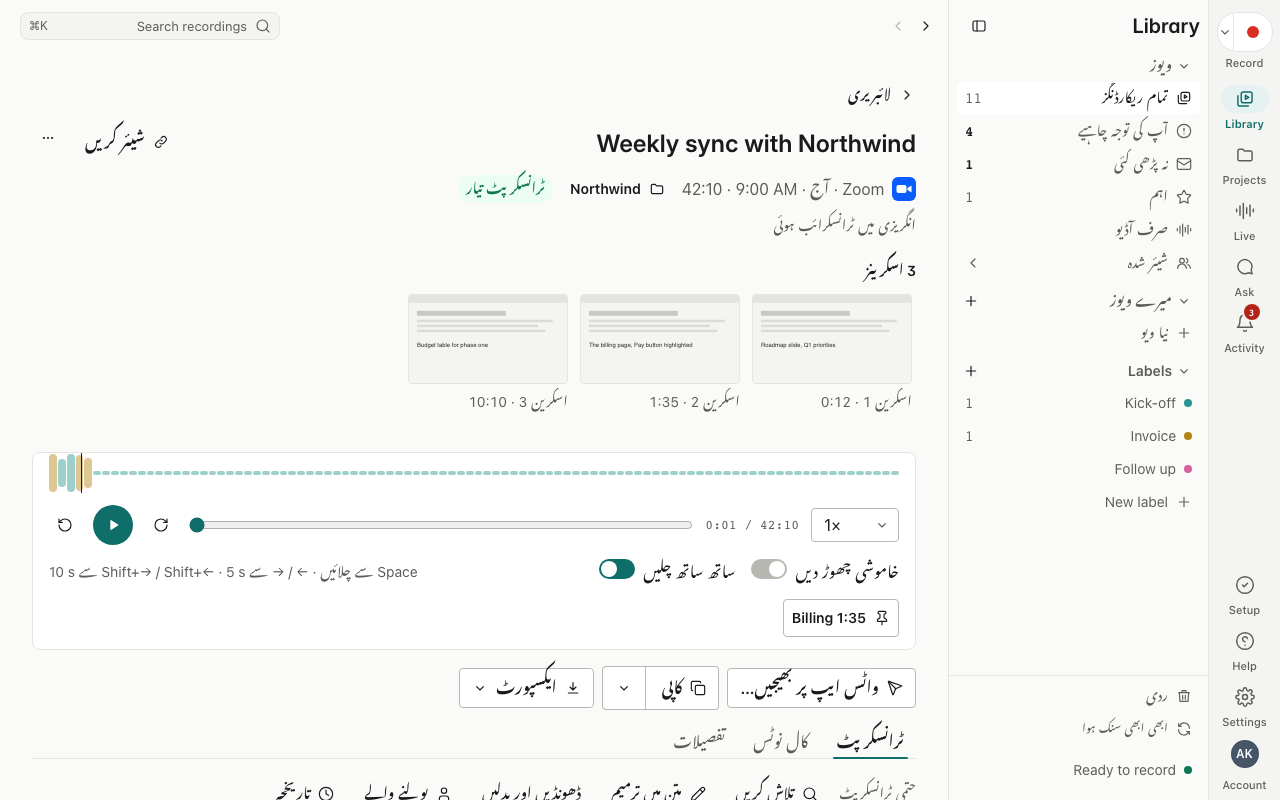 Record
Library
Projects
Live
Ask
3
Activity
Setup
Help
Settings
AK
Account
Library
ویوز
تمام ریکارڈنگز 11
آپ کی توجہ چاہیے 4
نہ پڑھی گئی 1
اہم 1
صرف آڈیو
شیئر شدہ
میرے ویوز
نیا ویو
Labels
Kick-off 1
Invoice 1
Follow up
New label
ردی
ابھی ابھی سنک ہوا
Ready to record
Search recordings ⌘K
لائبریری
Weekly sync with Northwind
شیئر کریں
Zoom · آج · 9:00 AM · 42:10
Northwind
ٹرانسکرپٹ تیار
انگریزی میں ٹرانسکرائب ہوئی
3 اسکرینز
Roadmap slide, Q1 priorities
The billing page, Pay button highlighted
Budget table for phase one
اسکرین 1 · 0:12
اسکرین 2 · 1:35
اسکرین 3 · 10:10
0:01 / 42:10
1×
خاموشی چھوڑ دیں
ساتھ ساتھ چلیں
Space سے چلائیں · ← / → سے 5 s · Shift+← / Shift+→ سے 10 s
Billing 1:35
واٹس ایپ پر بھیجیں...
کاپی
ایکسپورٹ
ٹرانسکرپٹ
کال نوٹس
تفصیلات
حتمی ٹرانسکرپٹ
تلاش کریں
متن میں ترمیم
ڈھونڈیں اور بدلیں
بولنے والے
تاریخچہ